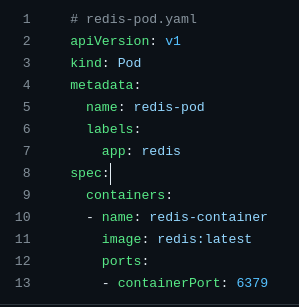 1 # redis-pod.yaml
2 apiVersion: v1
3 kind: Pod
4 metadata:
5   name: redis-pod
6   labels:
7     app: redis
8 spec:
9   containers:
10   - name: redis-container
11     image: redis:latest
12     ports:
13     - containerPort: 6379